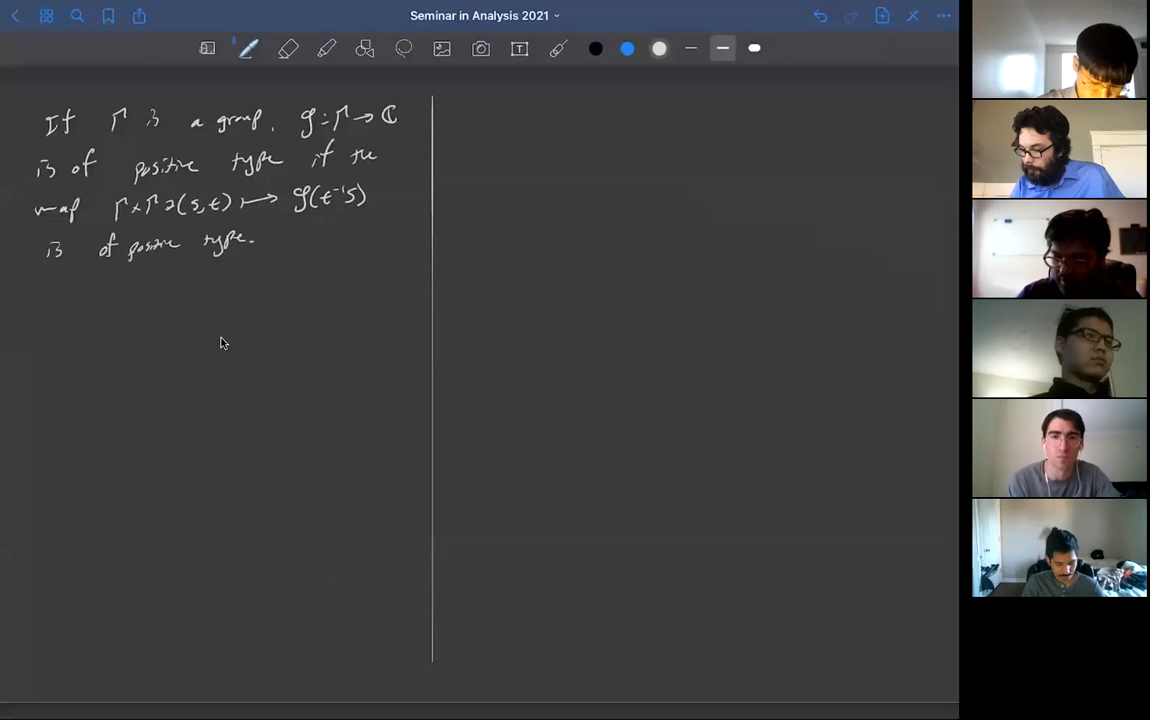 Seminar in Analysis 2021
If Γ is a group, φ: Γ → ℂ
is of positive type if the
map Γ × Γ ∋ (s, t) ↦ φ(t⁻¹s)
is of positive type.